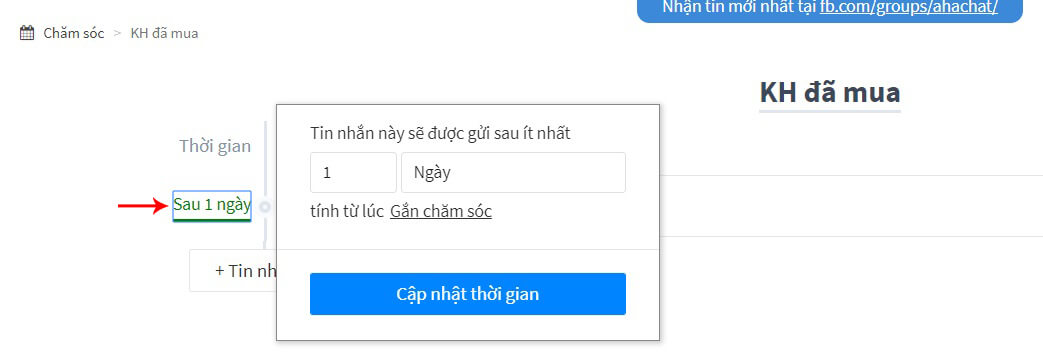 Nhận tin mới nhất tại fb.com/groups/ahachat/
Chăm sóc > KH đã mua
KH đã mua
Thời gian
Sau 1 ngày
+ Tin nh
Tin nhắn này sẽ được gửi sau ít nhất
1 Ngày
tính từ lúc Gắn chăm sóc
Cập nhật thời gian